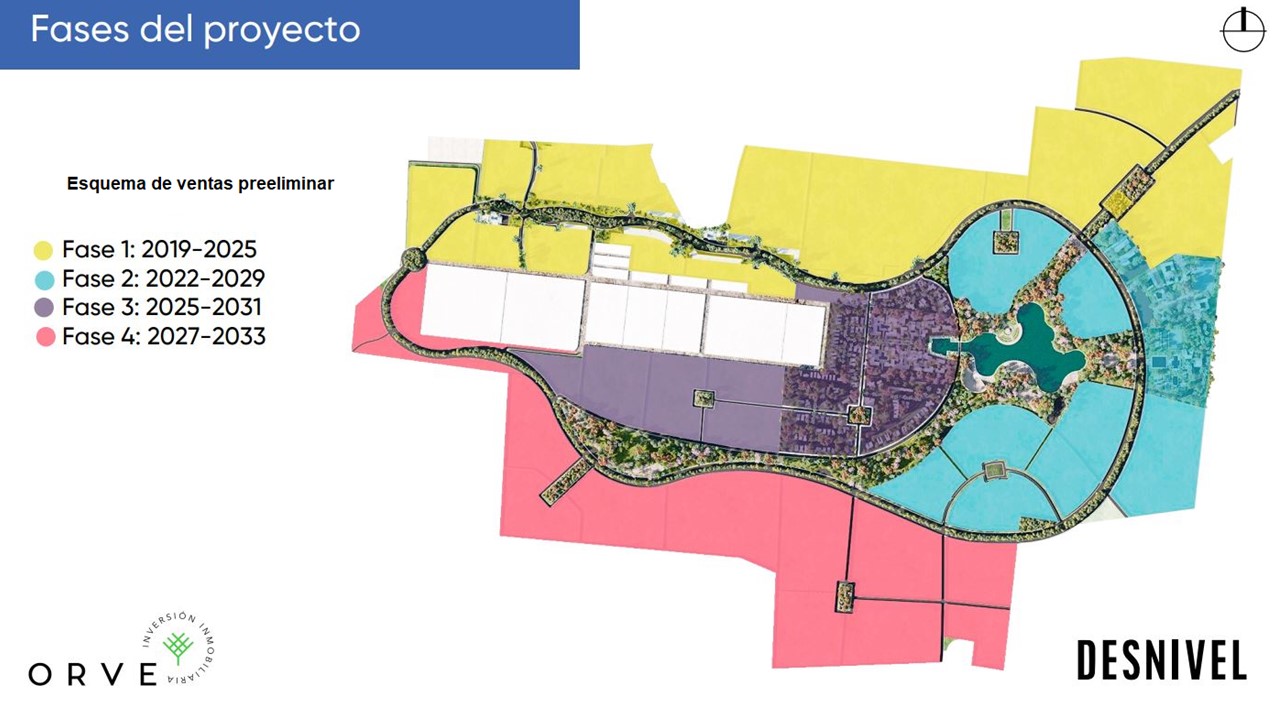 Fases del proyecto
Esquema de ventas preeliminar
Fase 1: 2019-2025
Fase 2: 2022-2029
Fase 3: 2025-2031
Fase 4: 2027-2033
INVERSIÓN INMOBILIARIA
ORVE
DESNIVEL